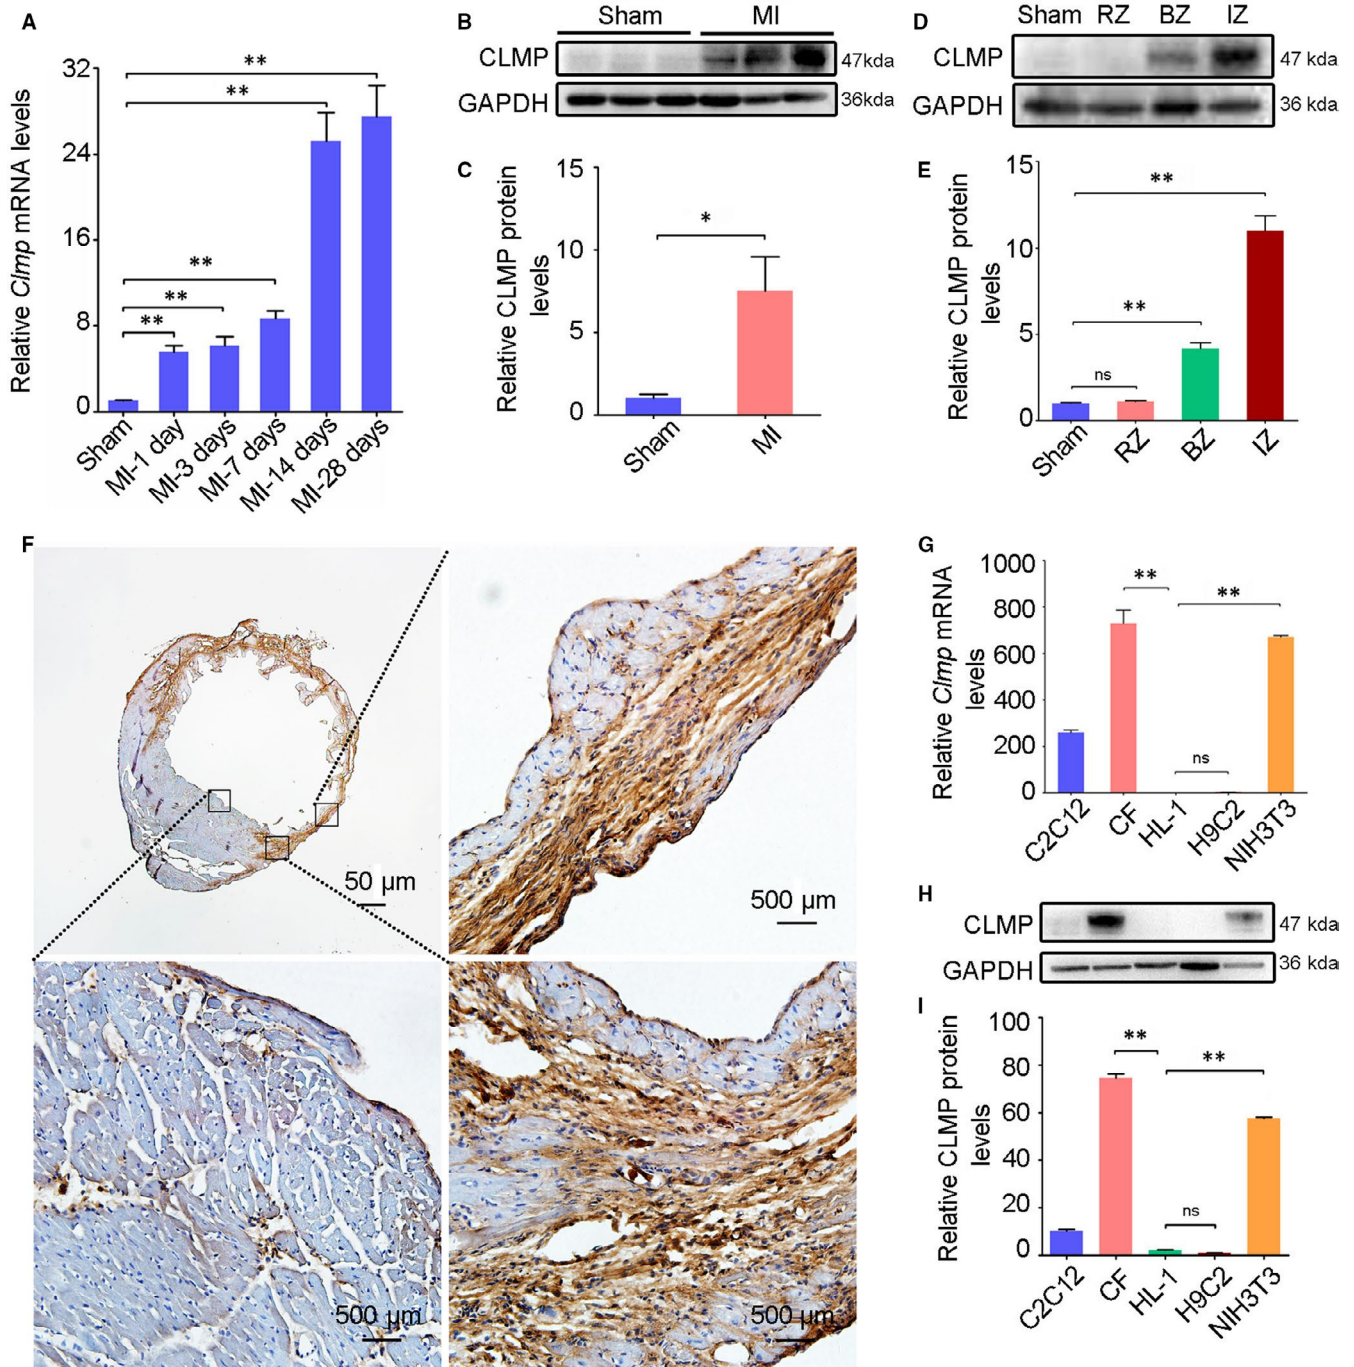 A
Relative Clmp mRNA levels
32
24
16
8
0
**
**
**
**
**
Sham
MI-1 day
MI-3 days
MI-7 days
MI-14 days
MI-28 days
B
Sham MI
CLMP 47kda
GAPDH 36kda
C
Relative CLMP protein
levels
15
10
5
0
*
Sham
MI
D
Sham RZ BZ IZ
CLMP 47 kda
GAPDH 36 kda
E
Relative CLMP protein
levels
15
10
5
0
**
**
ns
Sham
RZ
BZ
IZ
F
50 µm
500 µm
500 µm
500 µm
G
Relative Clmp mRNA
levels
1000
800
600
400
200
0
**
**
ns
C2C12
CF
HL-1
H9C2
NIH3T3
H
CLMP 47 kda
GAPDH 36 kda
I
Relative CLMP protein
levels
100
80
60
40
20
0
**
**
ns
C2C12
CF
HL-1
H9C2
NIH3T3